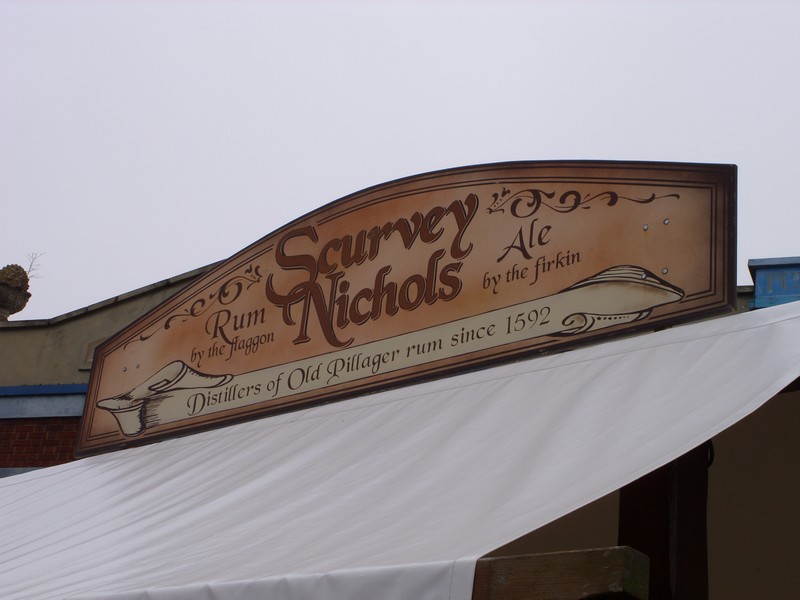 Scurvey
Nichols
Rum
by the flaggon
Ale
by the firkin
Distillers of Old Pillager rum since 1592